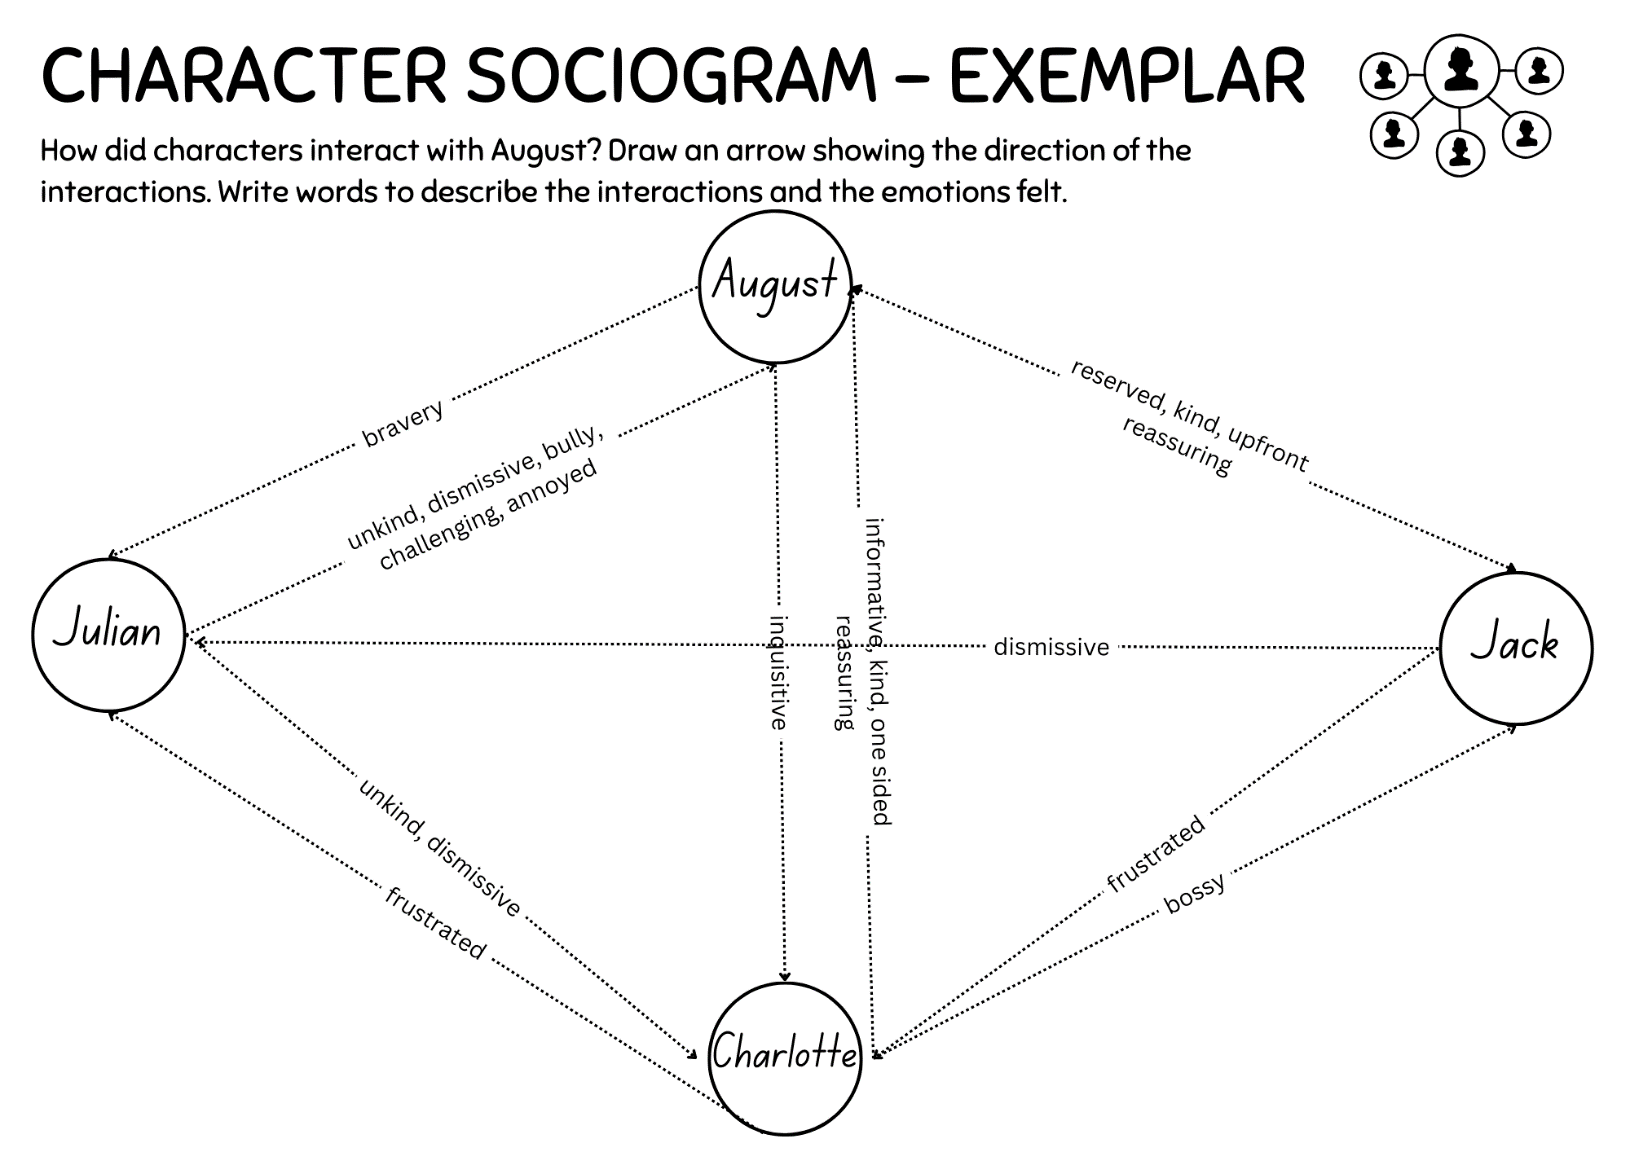 CHARACTER SOCIOGRAM – EXEMPLAR
How did characters interact with August? Draw an arrow showing the direction of the
interactions. Write words to describe the interactions and the emotions felt.
August
reserved, kind, upfront
reassuring
bravery
unkind, dismissive, bully,
challenging, annoyed
informative, kind, one sided
reassuring
inquisitive
Julian
dismissive
Jack
unkind, dismissive
frustrated
frustrated
bossy
Charlotte